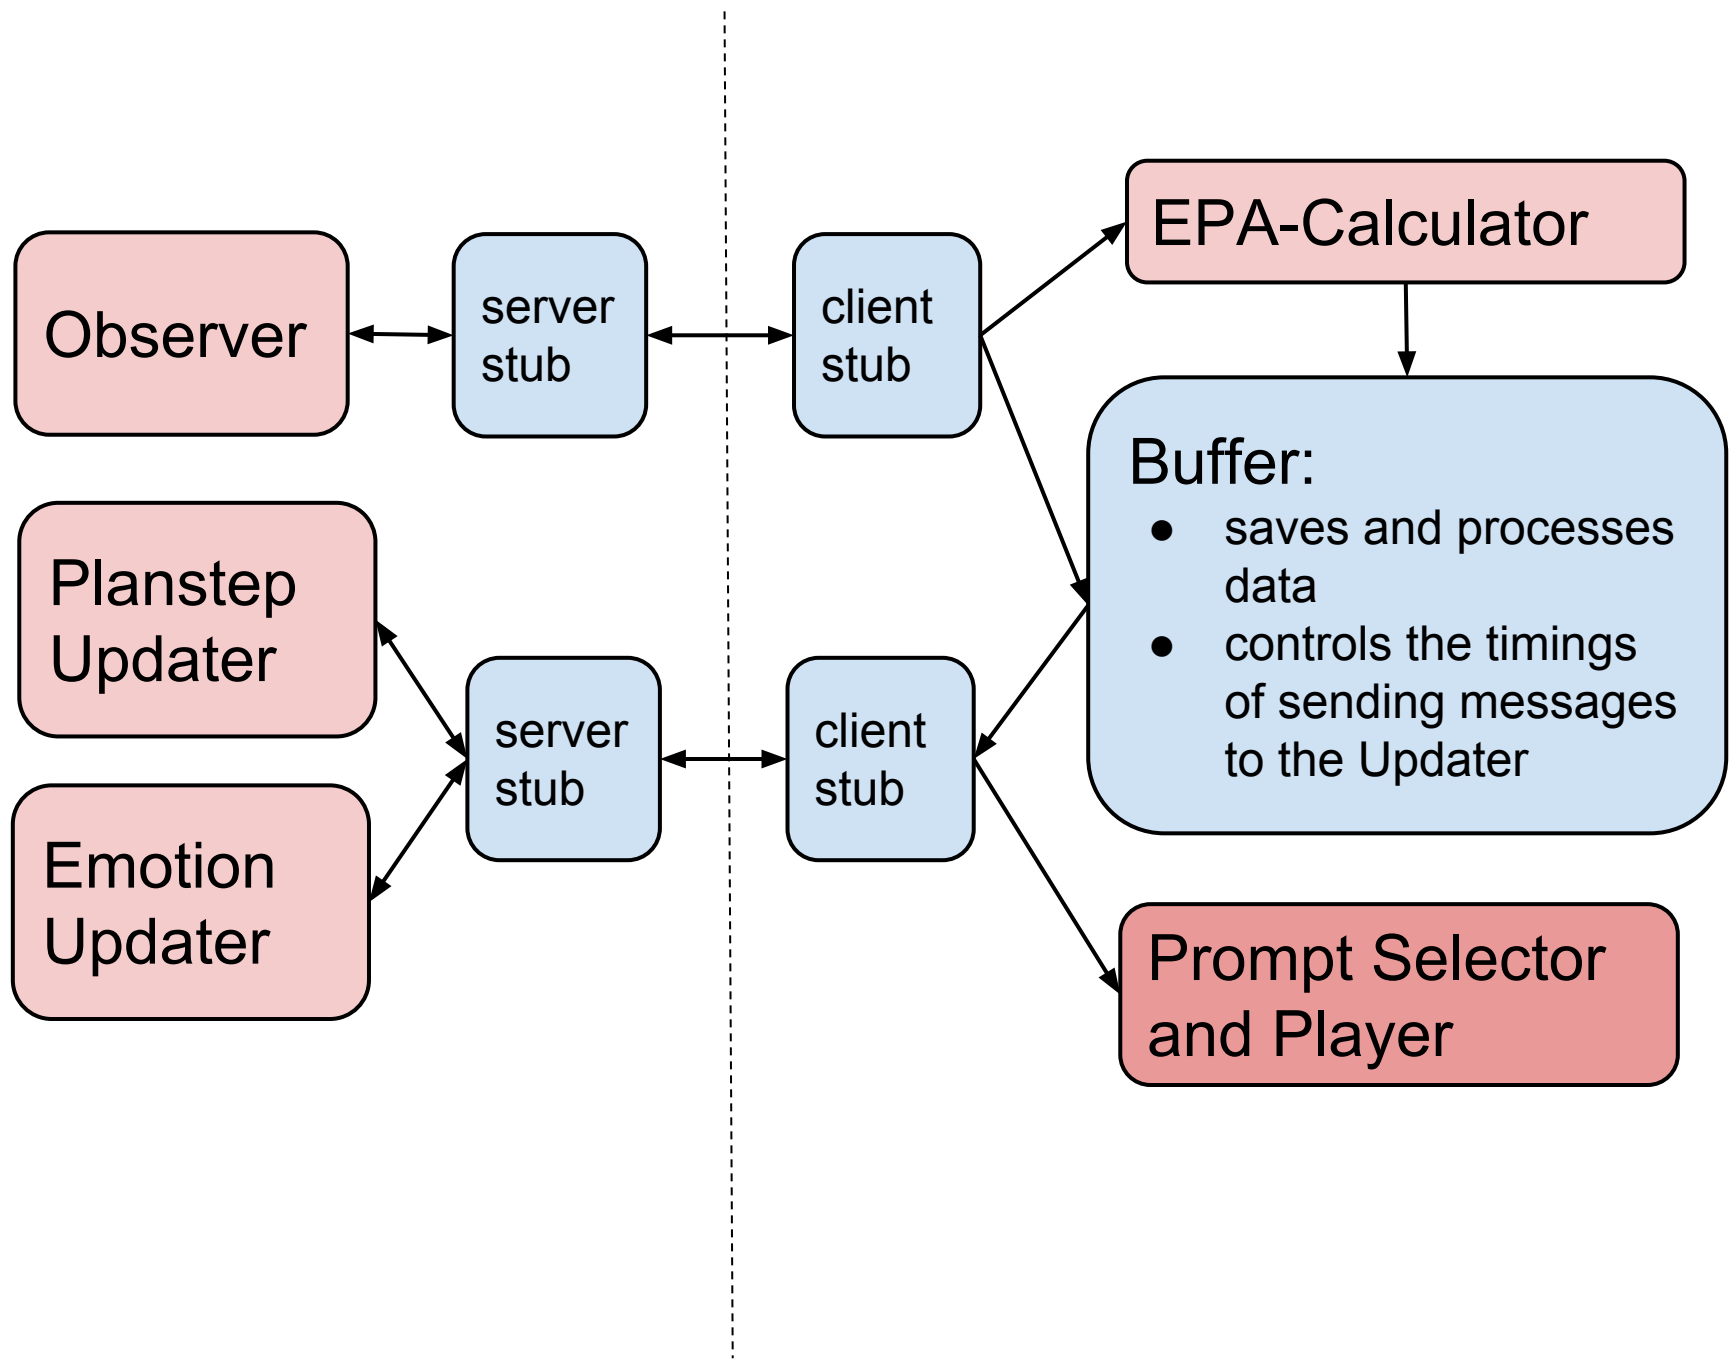 EPA-Calculator
Observer
server
stub
client
stub
Buffer:
● saves and processes
data
● controls the timings
of sending messages
to the Updater
Planstep
Updater
server
stub
client
stub
Emotion
Updater
Prompt Selector
and Player